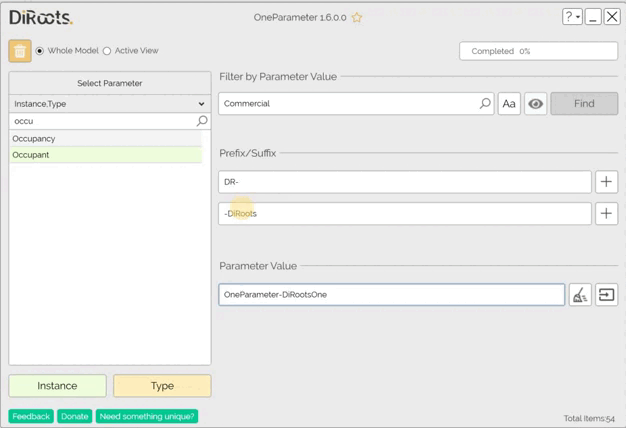 DiRoots.
OneParameter 1.6.0.0
?
Whole Model
Active View
Completed 0%
Select Parameter
Instance,Type
occu
Occupancy
Occupant
Filter by Parameter Value
Commercial
Aa
Find
Prefix/Suffix
DR-
-DiRoots
Parameter Value
OneParameter-DiRootsOne
Instance
Type
Feedback
Donate
Need something unique?
Total Items:54